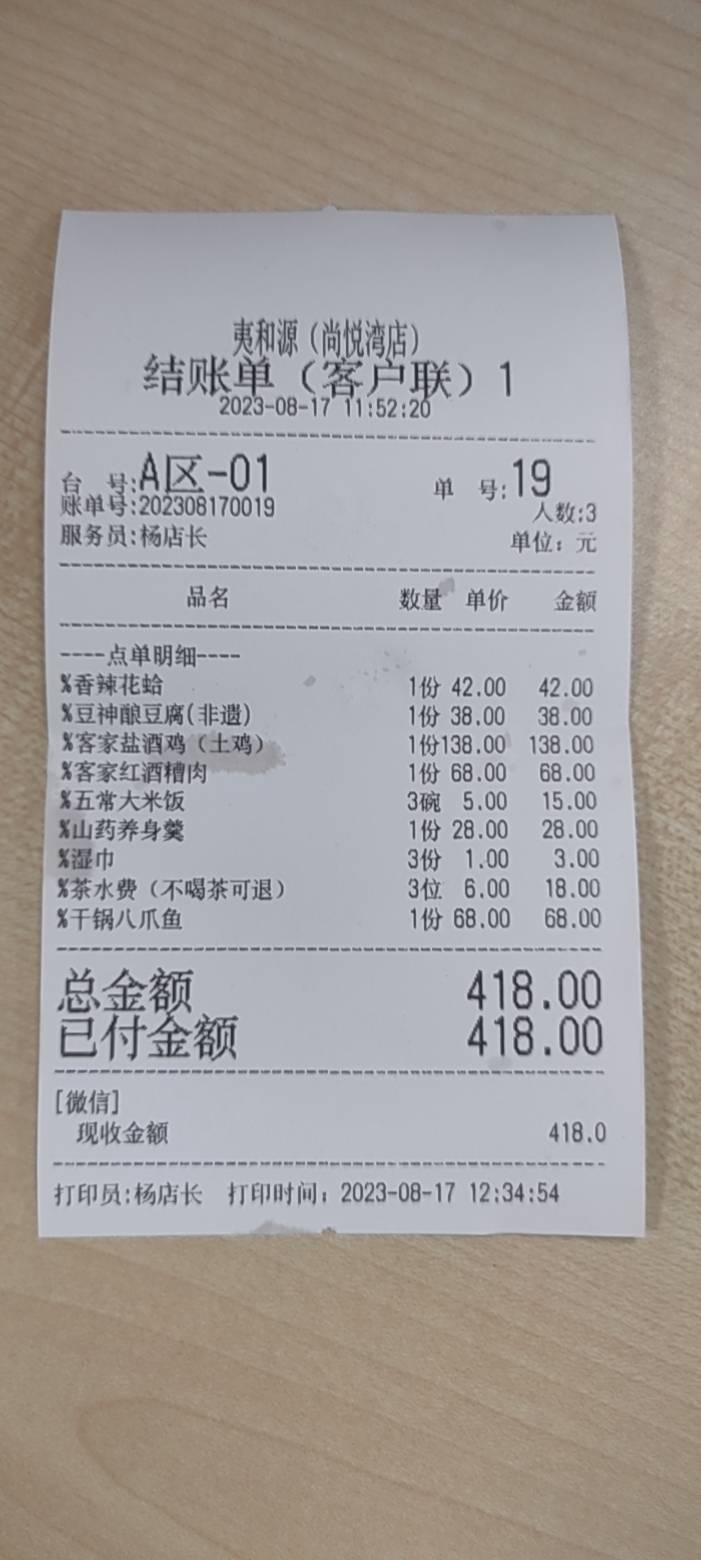 夷和源（尚悦湾店）
结账单（客户联）1
2023-08-17 11:52:20
台 号:A区-01 单 号:19
账单号:202308170019 人数:3
服务员:杨店长 单位：元
品名 数量 单价 金额
----点单明细----
%香辣花蛤 1份 42.00 42.00
%豆神酿豆腐(非遗) 1份 38.00 38.00
%客家盐酒鸡（土鸡） 1份138.00 138.00
%客家红酒糟肉 1份 68.00 68.00
%五常大米饭 3碗 5.00 15.00
%山药养身羹 1份 28.00 28.00
%湿巾 3份 1.00 3.00
%茶水费（不喝茶可退） 3位 6.00 18.00
%干锅八爪鱼 1份 68.00 68.00
总金额 418.00
已付金额 418.00
[微信]
现收金额 418.0
打印员:杨店长 打印时间：2023-08-17 12:34:54